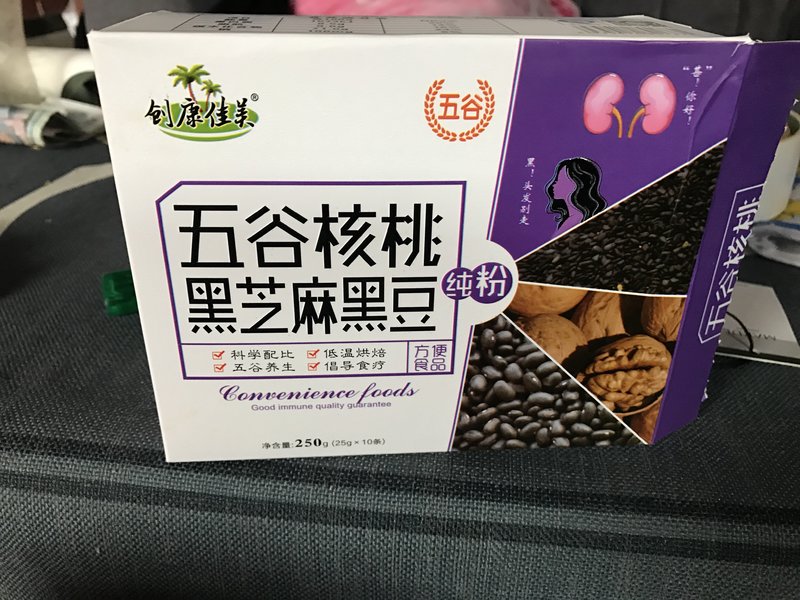 创康佳美®
五谷
"善"你好!
黑!头发别走
五谷核桃
黑芝麻黑豆
纯粉
科学配比 低温烘焙
五谷养生 倡导食疗
方便
食品
Convenience foods
Good immune quality guarantee
净含量:250g (25g×10条)
五谷核桃